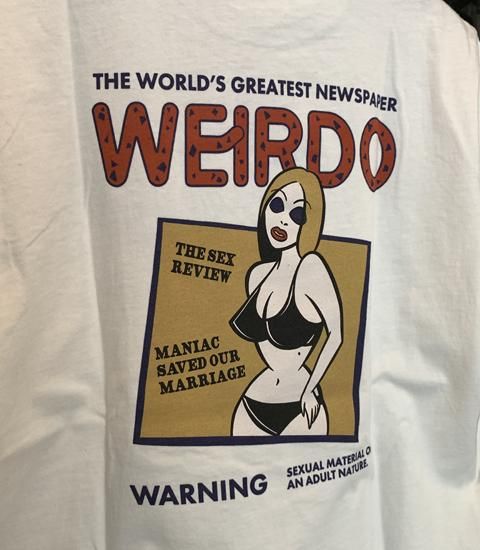 THE WORLD'S GREATEST NEWSPAPER
WEIRDO
THE SEX
REVIEW
MANIAC
SAVED OUR
MARRIAGE
WARNING
SEXUAL MATERIAL
AN ADULT NATURE.